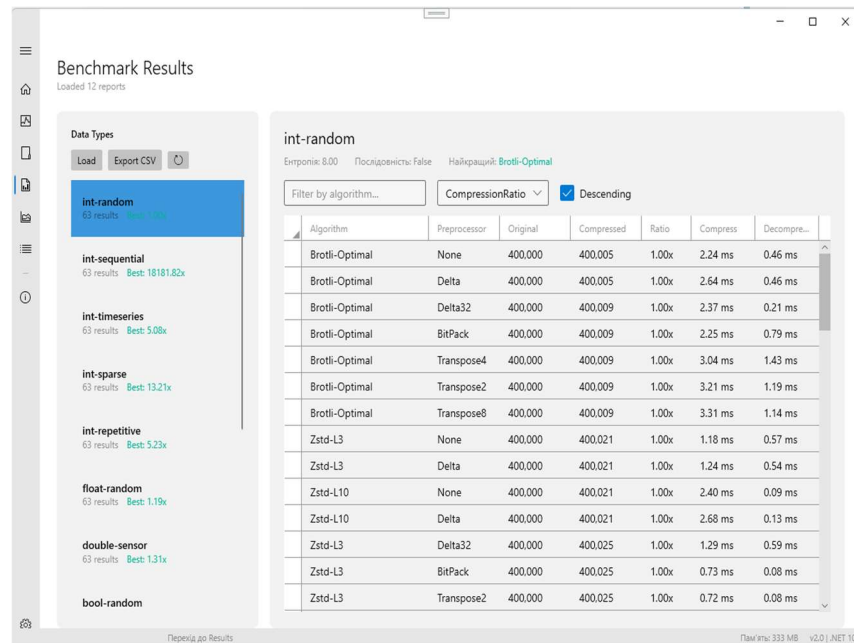 Benchmark Results
Loaded 12 reports
Data Types
Load Export CSV
int-random
63 results Best: 1.00x
int-sequential
63 results Best: 18181.82x
int-timeseries
63 results Best: 5.08x
int-sparse
63 results Best: 13.21x
int-repetitive
63 results Best: 5.23x
float-random
63 results Best: 1.19x
double-sensor
63 results Best: 1.31x
bool-random
int-random
Ентропія: 8.00 Послідовність: False Найкращий: Brotli-Optimal
Filter by algorithm... CompressionRatio Descending
Algorithm Preprocessor Original Compressed Ratio Compress Decompre...
Brotli-Optimal None 400,000 400,005 1.00x 2.24 ms 0.46 ms
Brotli-Optimal Delta 400,000 400,005 1.00x 2.64 ms 0.46 ms
Brotli-Optimal Delta32 400,000 400,009 1.00x 2.37 ms 0.21 ms
Brotli-Optimal BitPack 400,000 400,009 1.00x 2.25 ms 0.79 ms
Brotli-Optimal Transpose4 400,000 400,009 1.00x 3.04 ms 1.43 ms
Brotli-Optimal Transpose2 400,000 400,009 1.00x 3.21 ms 1.19 ms
Brotli-Optimal Transpose8 400,000 400,009 1.00x 3.31 ms 1.14 ms
Zstd-L3 None 400,000 400,021 1.00x 1.18 ms 0.57 ms
Zstd-L3 Delta 400,000 400,021 1.00x 1.24 ms 0.54 ms
Zstd-L10 None 400,000 400,021 1.00x 2.40 ms 0.09 ms
Zstd-L10 Delta 400,000 400,021 1.00x 2.68 ms 0.13 ms
Zstd-L3 Delta32 400,000 400,025 1.00x 1.29 ms 0.59 ms
Zstd-L3 BitPack 400,000 400,025 1.00x 0.73 ms 0.08 ms
Zstd-L3 Transpose2 400,000 400,025 1.00x 0.72 ms 0.08 ms
Перехід до Results Пам'ять: 333 MB v2.0 | .NET 10